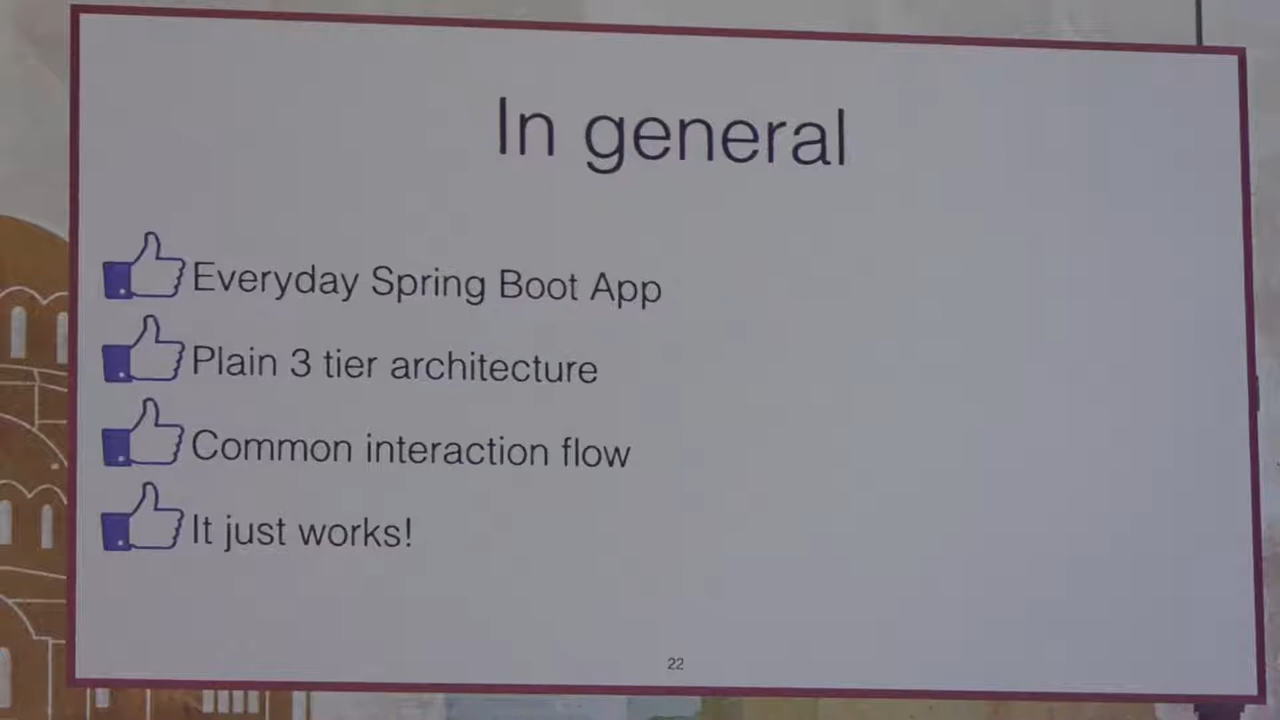 In general
Everyday Spring Boot App
Plain 3 tier architecture
Common interaction flow
It just works!
22